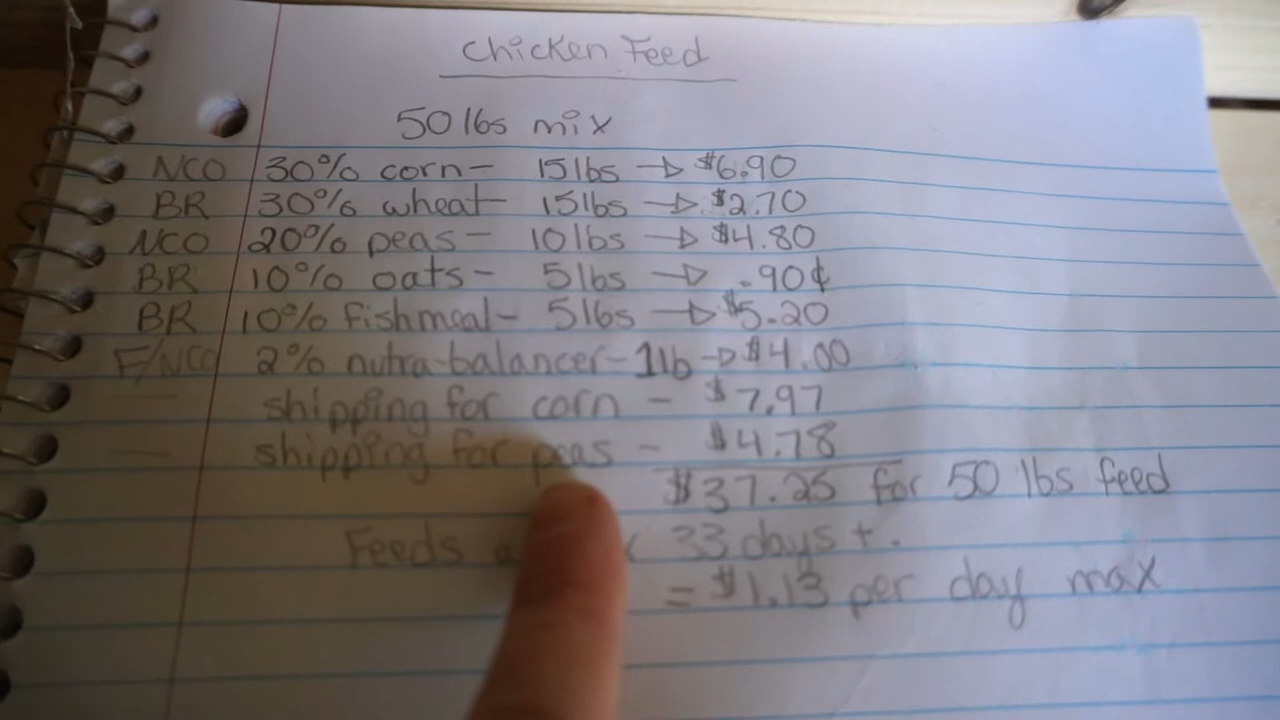 Chicken Feed
50 lbs mix
NCO 30% corn - 15lbs → $6.90
BR 30% wheat - 15lbs → $2.70
NCO 20% peas - 10lbs → $4.80
BR 10% oats - 5lbs → .90¢
BR 10% fishmeal - 5lbs → $5.20
F/NCO 2% nutra-balancer - 1lb → $4.00
shipping for corn - $7.97
shipping for peas - $4.78
$37.25 for 50 lbs feed
Feeds 33 days +.
= $1.13 per day max